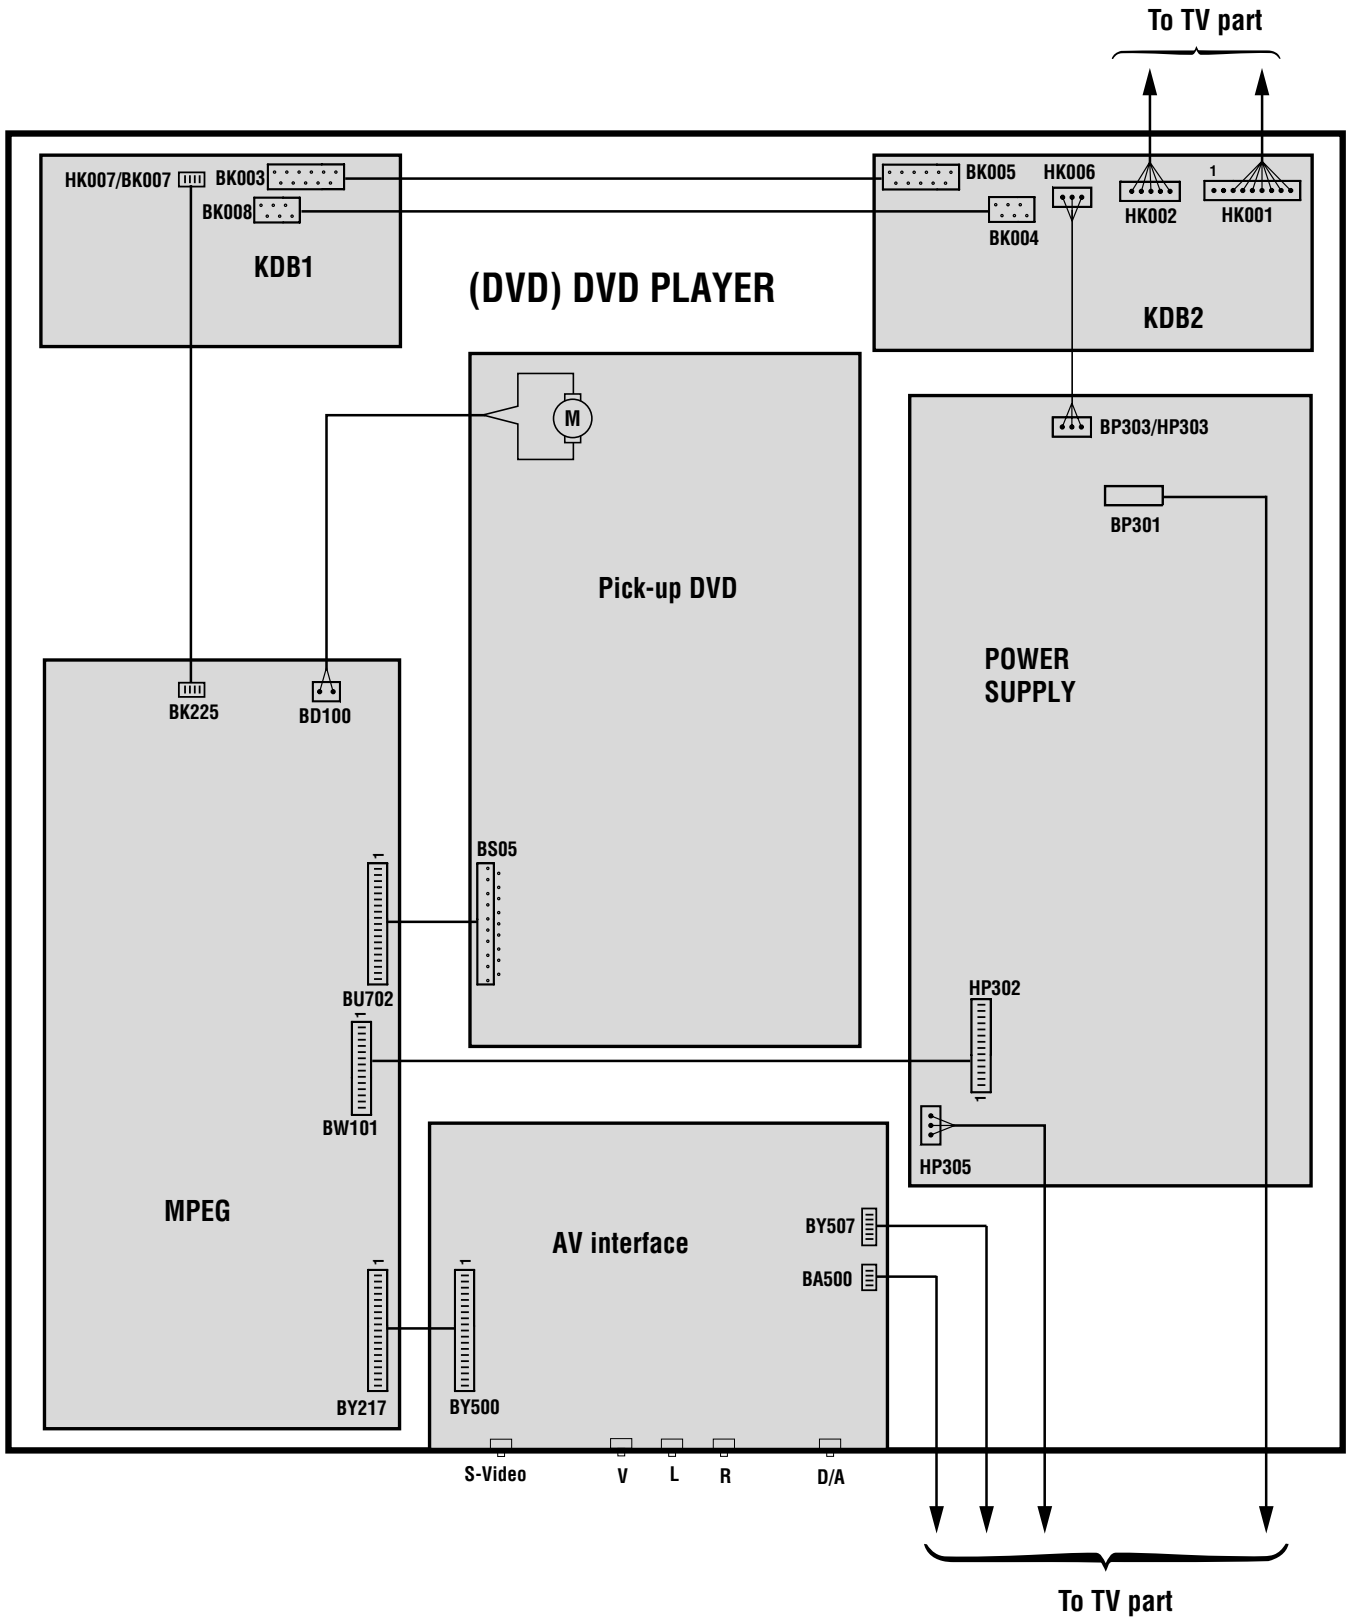 To TV part
HK007/BK007
BK003
BK005
HK006
1
BK008
BK004
HK002
HK001
KDB1
(DVD) DVD PLAYER
KDB2
M
BP303/HP303
BP301
Pick-up DVD
POWER
SUPPLY
BK225
BD100
BS05
1
BU702
HP302
1
1
BW101
HP305
MPEG
AV interface
BY507
BA500
1
1
BY217
BY500
S-Video
V
L
R
D/A
To TV part